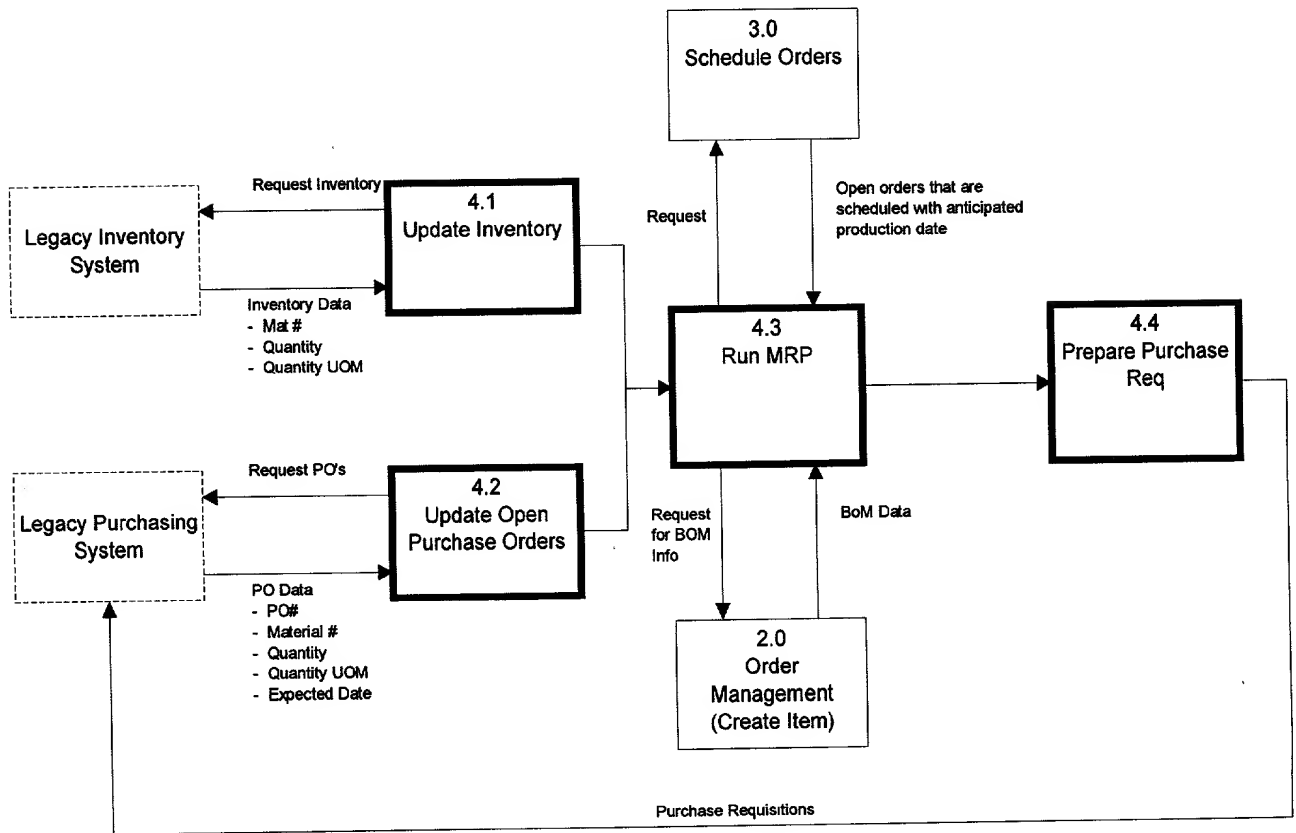 3.0
Schedule Orders
Request Inventory
4.1
Update Inventory
Legacy Inventory
System
Inventory Data
- Mat #
- Quantity
- Quantity UOM
Request
Open orders that are
scheduled with anticipated
production date
4.3
Run MRP
4.4
Prepare Purchase
Req
Request PO's
4.2
Update Open
Purchase Orders
Legacy Purchasing
System
PO Data
- PO#
- Material #
- Quantity
- Quantity UOM
- Expected Date
Request
for BOM
Info
BoM Data
2.0
Order
Management
(Create Item)
Purchase Requisitions